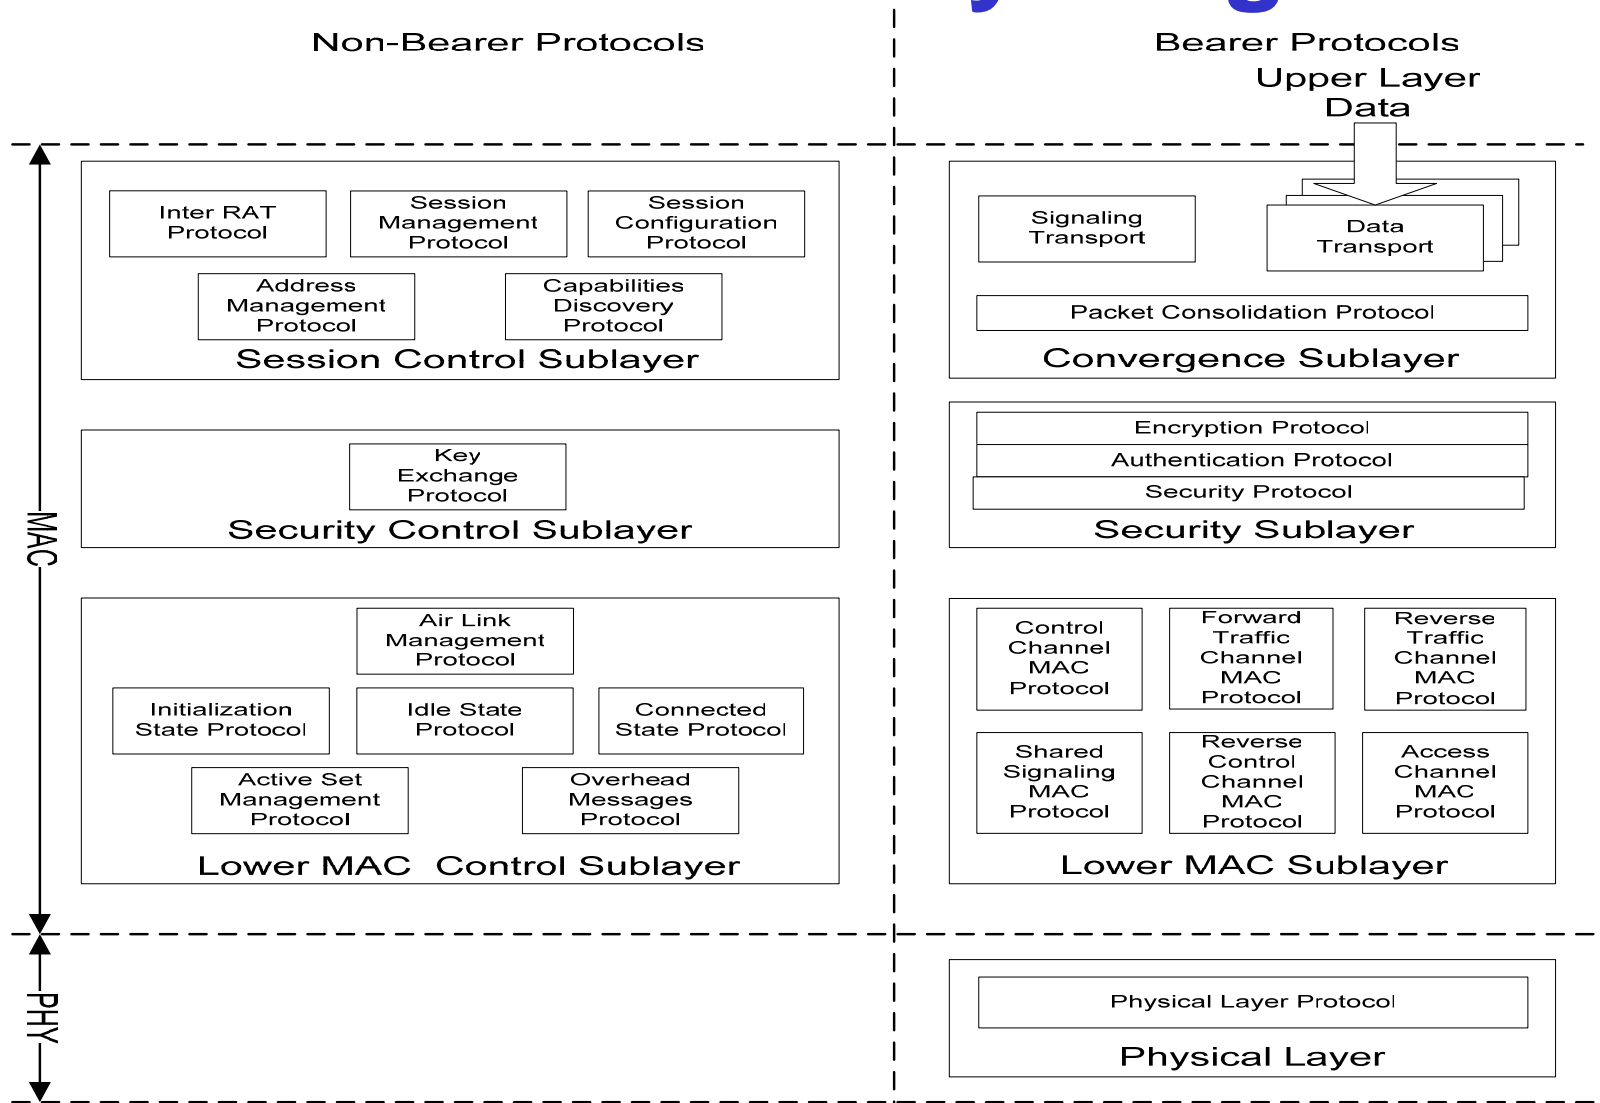 Non-Bearer Protocols
Bearer Protocols
Upper Layer
Data
Inter RAT
Protocol
Session
Management
Protocol
Session
Configuration
Protocol
Address
Management
Protocol
Capabilities
Discovery
Protocol
Session Control Sublayer
Signaling
Transport
Data
Transport
Packet Consolidation Protocol
Convergence Sublayer
MAC
Key
Exchange
Protocol
Security Control Sublayer
Encryption Protocol
Authentication Protocol
Security Protocol
Security Sublayer
Air Link
Management
Protocol
Initialization
State Protocol
Idle State
Protocol
Connected
State Protocol
Active Set
Management
Protocol
Overhead
Messages
Protocol
Lower MAC Control Sublayer
Control
Channel
MAC
Protocol
Forward
Traffic
Channel
MAC
Protocol
Reverse
Traffic
Channel
MAC
Protocol
Shared
Signaling
MAC
Protocol
Reverse
Control
Channel
MAC
Protocol
Access
Channel
MAC
Protocol
Lower MAC Sublayer
PHY
Physical Layer Protocol
Physical Layer